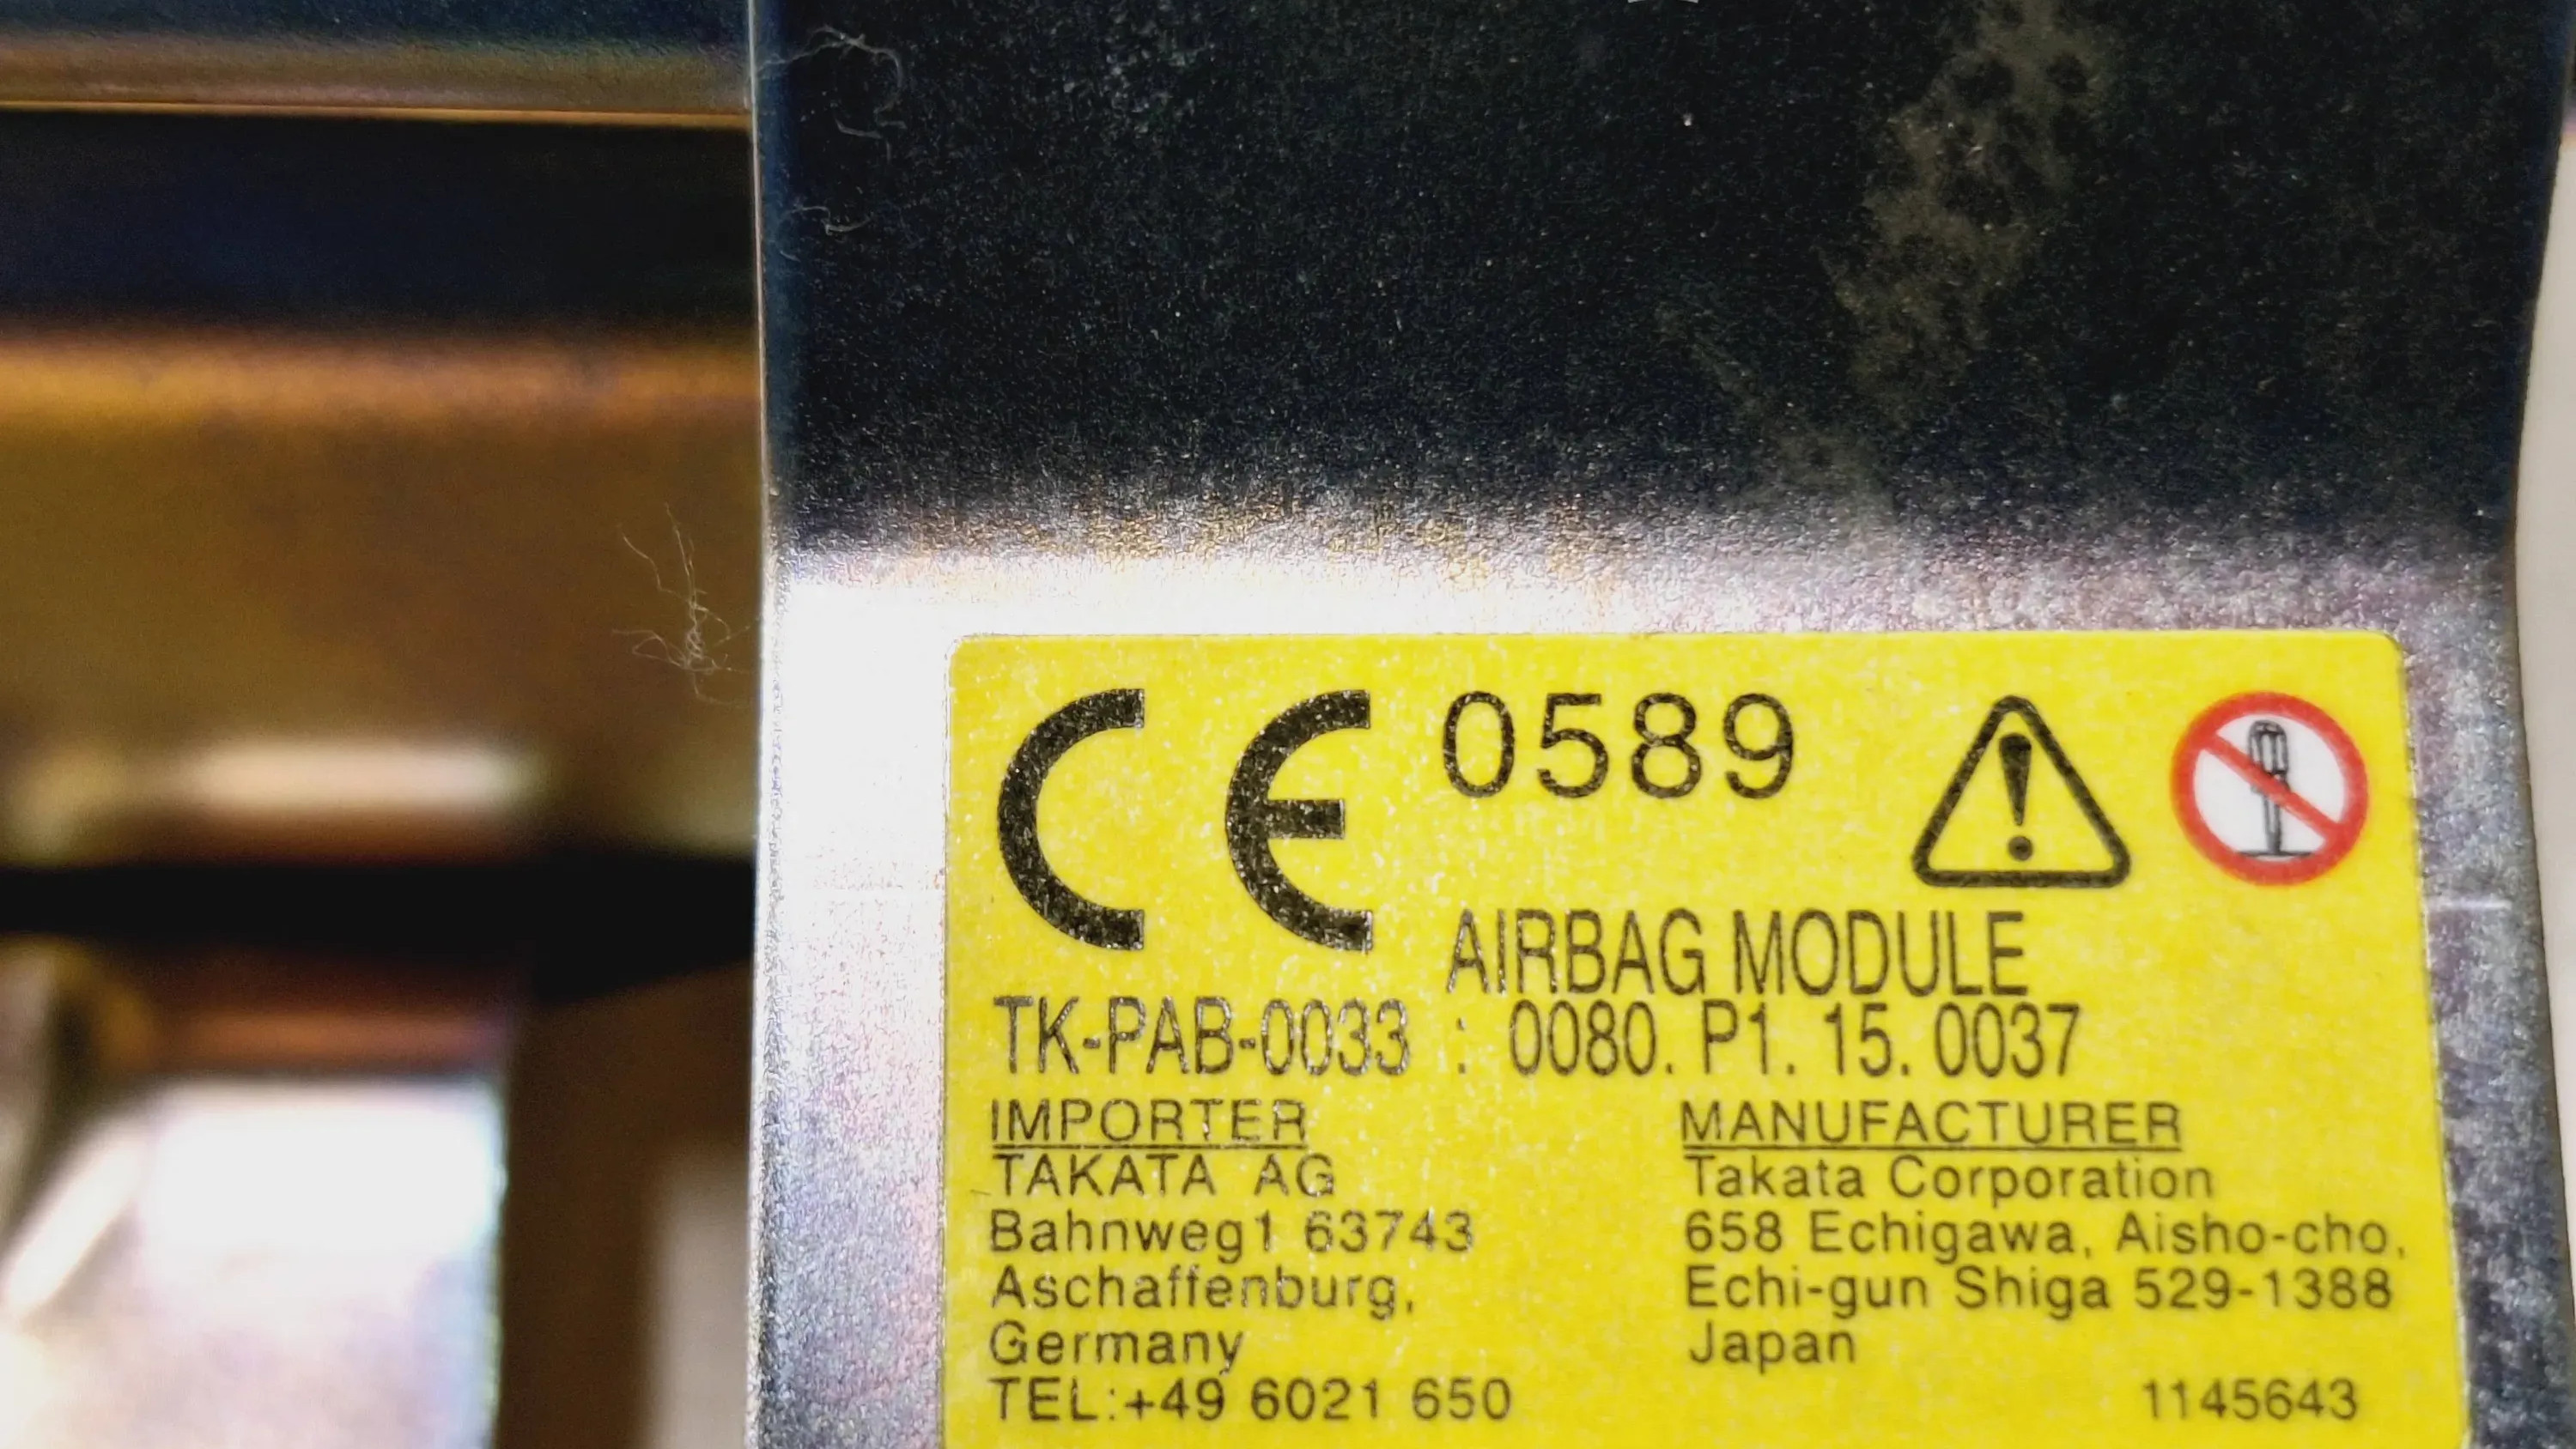 CE 0589
AIRBAG MODULE
TK-PAB-0033 : 0080. P1. 15. 0037
IMPORTER
TAKATA AG
Bahnweg1 63743
Aschaffenburg,
Germany
TEL:+49 6021 650
MANUFACTURER
Takata Corporation
658 Echigawa, Aisho-cho,
Echi-gun Shiga 529-1388
Japan
1145643